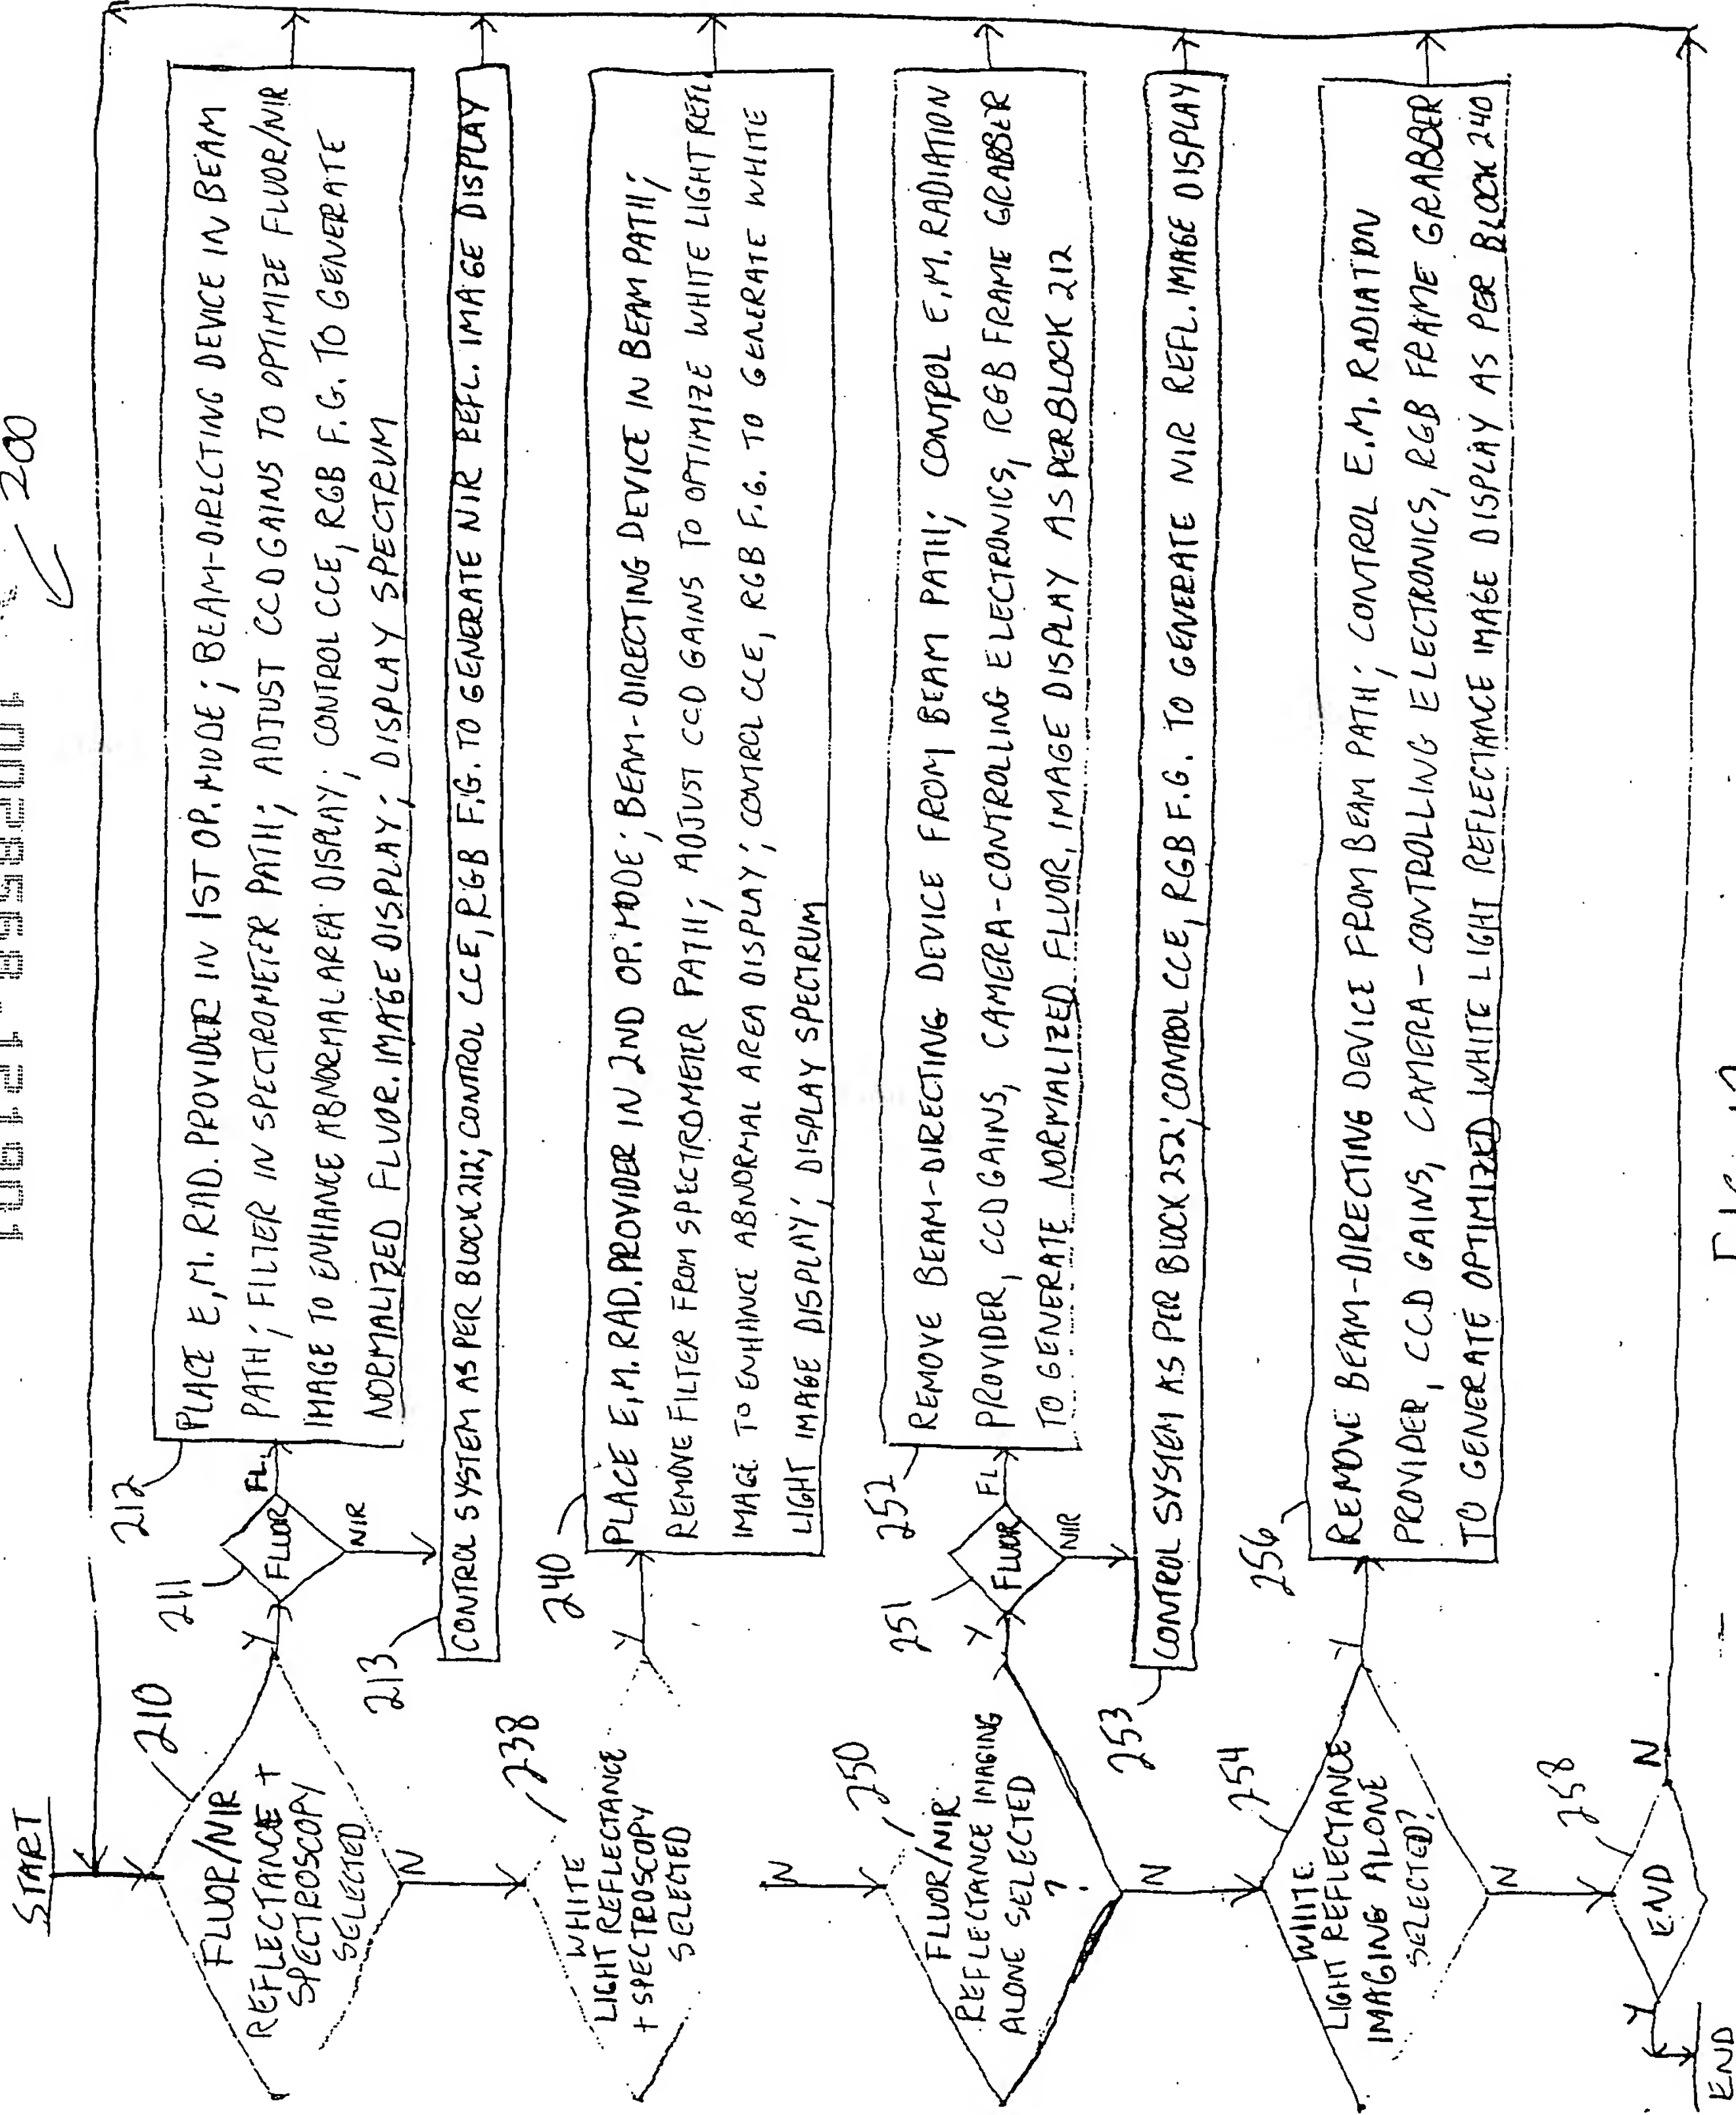 200
START
210
FLUOR/NIR
REFLECTANCE +
SPECTROSCOPY
SELECTED
Y
N
211
FLUOR
FL.
NIR
212
PLACE E.M. RAD. PROVIDER IN 1ST OP. MODE; BEAM-DIRECTING DEVICE IN BEAM
PATH; FILTER IN SPECTROMETER PATH; ADJUST CCD GAINS TO OPTIMIZE FLUOR/NIR
IMAGE TO ENHANCE ABNORMAL AREA DISPLAY; CONTROL CCE, RGB F.G. TO GENERATE
NORMALIZED FLUOR. IMAGE DISPLAY; DISPLAY SPECTRUM
213
CONTROL SYSTEM AS PER BLOCK 212; CONTROL CCE, RGB F.G. TO GENERATE NIR REFL. IMAGE DISPLAY
238
WHITE
LIGHT REFLECTANCE
+ SPECTROSCOPY
SELECTED
Y
N
240
PLACE E.M. RAD. PROVIDER IN 2ND OP. MODE; BEAM-DIRECTING DEVICE IN BEAM PATH;
REMOVE FILTER FROM SPECTROMETER PATH; ADJUST CCD GAINS TO OPTIMIZE WHITE LIGHT REFL
IMAGE TO ENHANCE ABNORMAL AREA DISPLAY; CONTROL CCE, RGB F.G. TO GENERATE WHITE
LIGHT IMAGE DISPLAY; DISPLAY SPECTRUM
250
FLUOR/NIR
REFLECTANCE IMAGING
ALONE SELECTED
?
Y
N
251
FLUOR
FL
NIR
252
REMOVE BEAM-DIRECTING DEVICE FROM BEAM PATH; CONTROL E.M. RADIATION
PROVIDER, CCD GAINS, CAMERA-CONTROLLING ELECTRONICS, RGB FRAME GRABBER
TO GENERATE NORMALIZED FLUOR. IMAGE DISPLAY AS PER BLOCK 212
253
CONTROL SYSTEM AS PER BLOCK 252; CONTROL CCE, RGB F.G. TO GENERATE NIR REFL. IMAGE DISPLAY
254
WHITE
LIGHT REFLECTANCE
IMAGING ALONE
SELECTED?
Y
N
256
REMOVE BEAM-DIRECTING DEVICE FROM BEAM PATH; CONTROL E.M. RADIATION
PROVIDER, CCD GAINS, CAMERA-CONTROLLING ELECTRONICS, RGB FRAME GRABBER
TO GENERATE OPTIMIZED WHITE LIGHT REFLECTANCE IMAGE DISPLAY AS PER BLOCK 240
258
END
N
Y
END